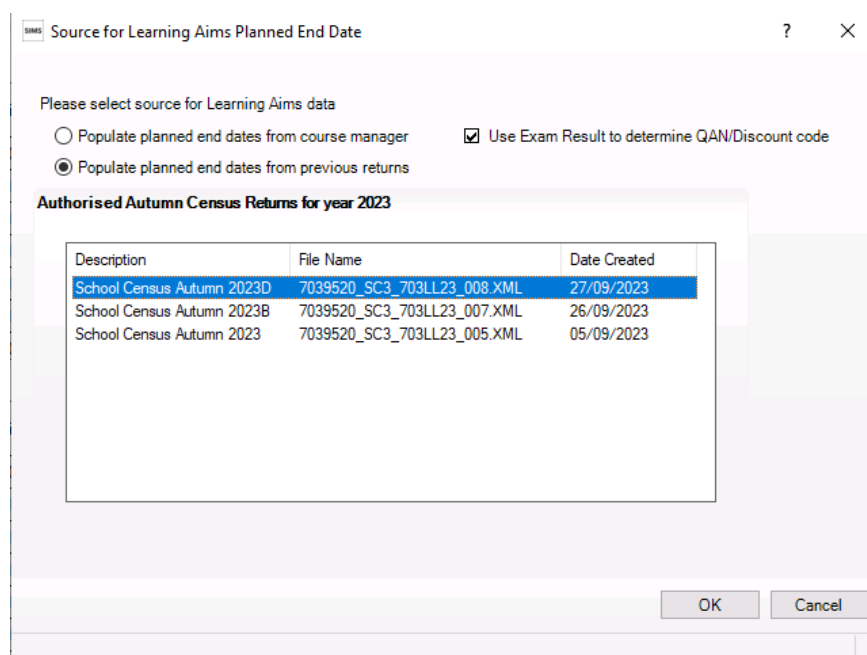 SIMS Source for Learning Aims Planned End Date ?
Please select source for Learning Aims data
Populate planned end dates from course manager Use Exam Result to determine QAN/Discount code
Populate planned end dates from previous returns
Authorised Autumn Census Returns for year 2023
Description File Name Date Created
School Census Autumn 2023D 7039520_SC3_703LL23_008.XML 27/09/2023
School Census Autumn 2023B 7039520_SC3_703LL23_007.XML 26/09/2023
School Census Autumn 2023 7039520_SC3_703LL23_005.XML 05/09/2023
OK Cancel